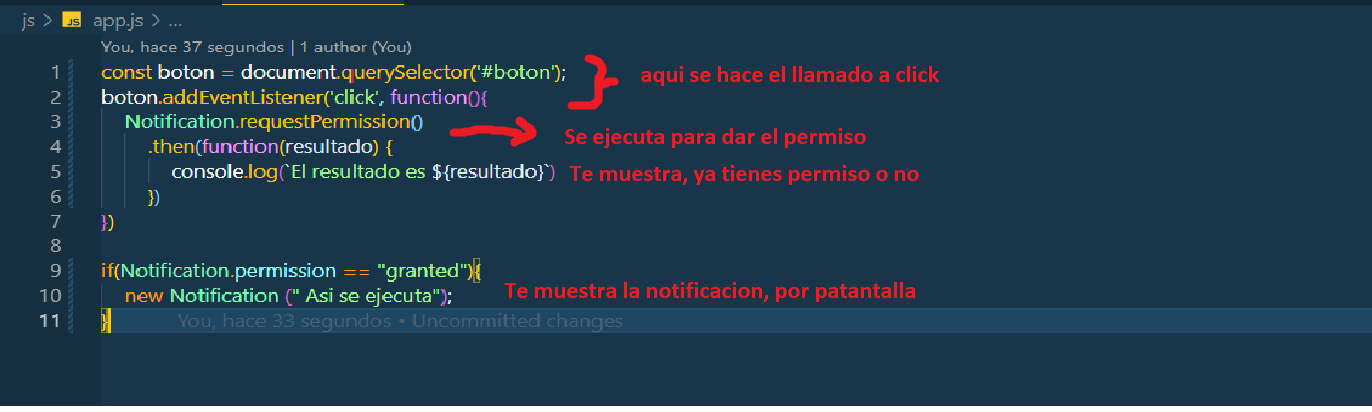 js > JS app.js > ...
You, hace 37 segundos | 1 author (You)
1 const boton = document.querySelector('#boton'); aqui se hace el llamado a click
2 boton.addEventListener('click', function(){
3 Notification.requestPermission() Se ejecuta para dar el permiso
4 .then(function(resultado) {
5 console.log(`El resultado es ${resultado}`) Te muestra, ya tienes permiso o no
6 })
7 })
8
9 if(Notification.permission == "granted"){
10 new Notification (" Asi se ejecuta"); Te muestra la notificacion, por patantalla
11 } You, hace 33 segundos • Uncommitted changes